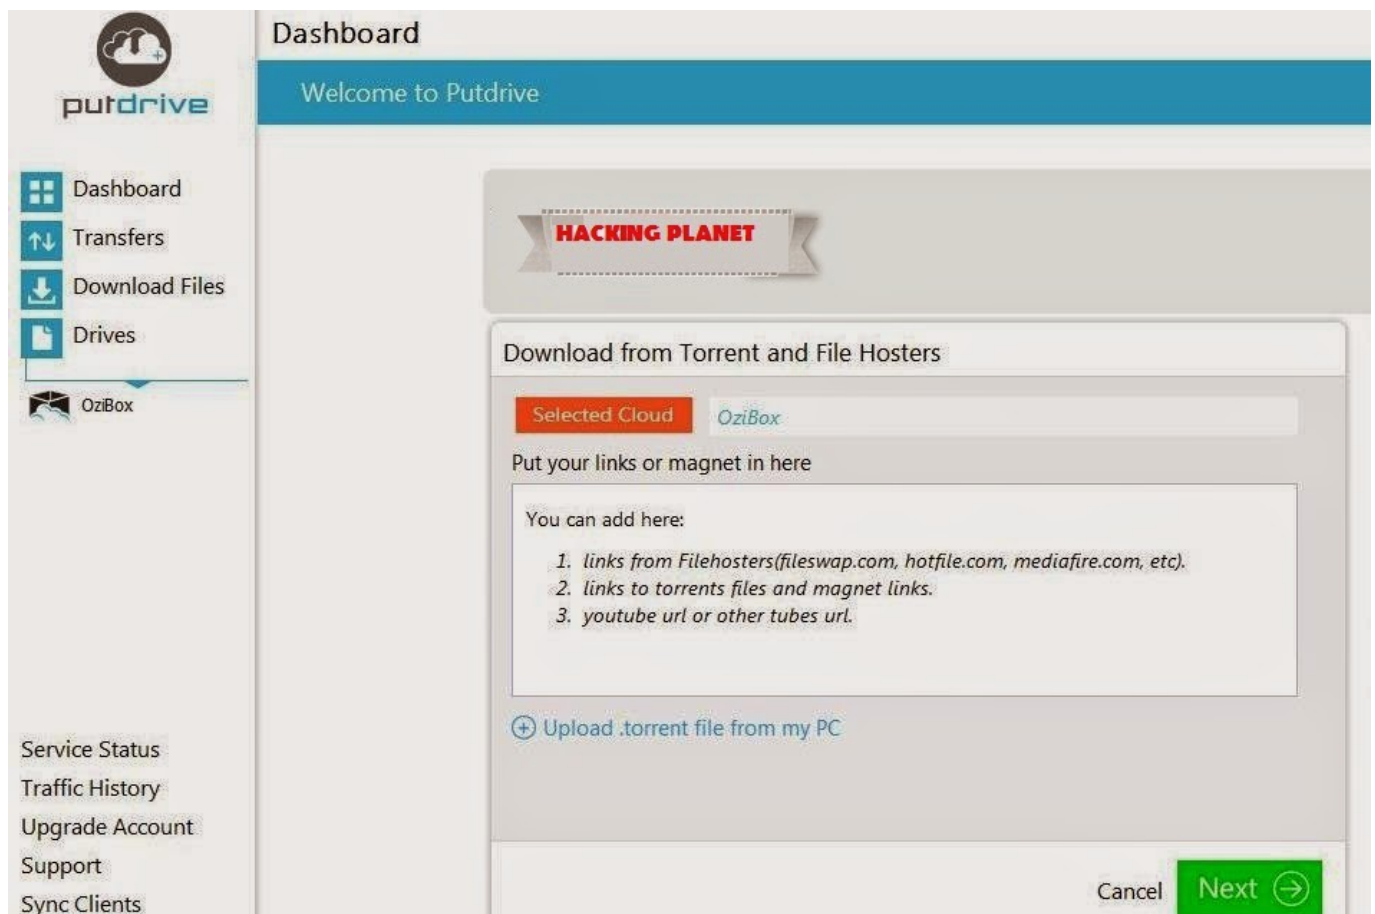 putdrive
Dashboard
Transfers
Download Files
Drives
OziBox
Service Status
Traffic History
Upgrade Account
Support
Sync Clients
Dashboard
Welcome to Putdrive
HACKING PLANET
Download from Torrent and File Hosters
Selected Cloud OziBox
Put your links or magnet in here
You can add here:
1. links from Filehosters(fileswap.com, hotfile.com, mediafire.com, etc).
2. links to torrents files and magnet links.
3. youtube url or other tubes url.
Upload .torrent file from my PC
Cancel Next